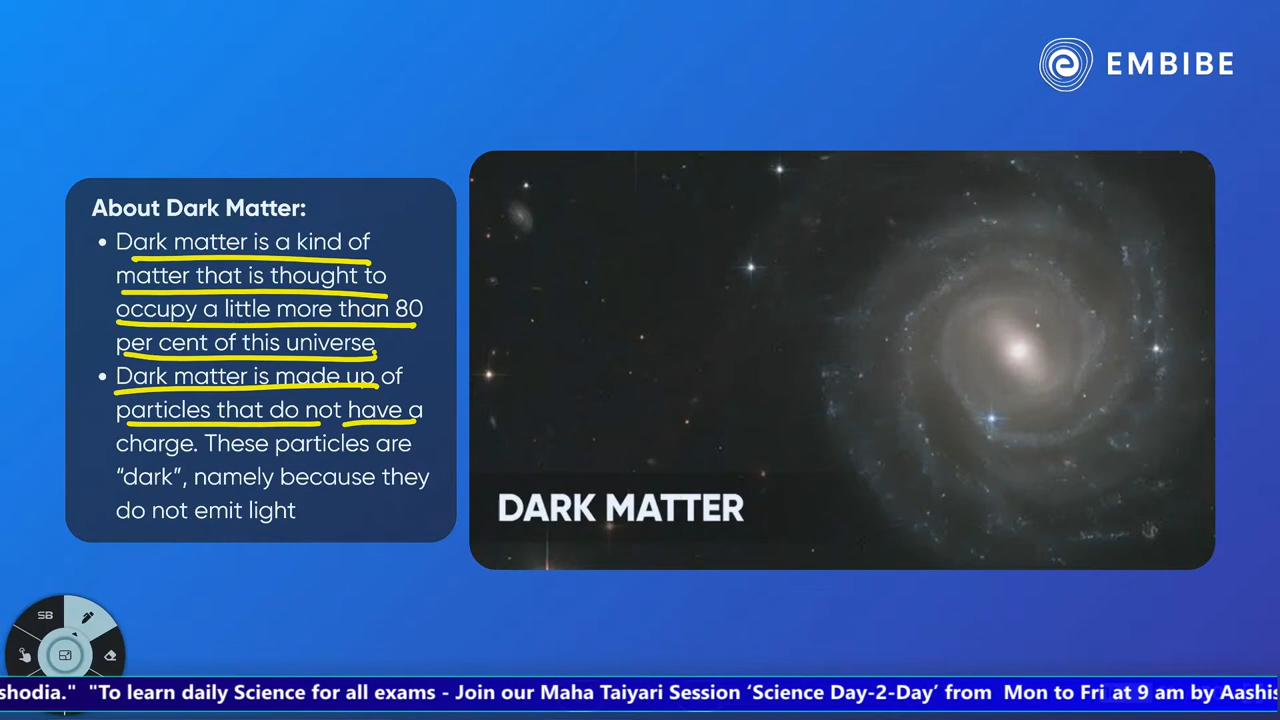 EMBIBE
About Dark Matter:
• Dark matter is a kind of
matter that is thought to
occupy a little more than 80
per cent of this universe
• Dark matter is made up of
particles that do not have a
charge. These particles are
“dark”, namely because they
do not emit light
DARK MATTER
SB
shodia." "To learn daily Science for all exams - Join our Maha Taiyari Session ‘Science Day-2-Day’ from Mon to Fri at 9 am by Aashis